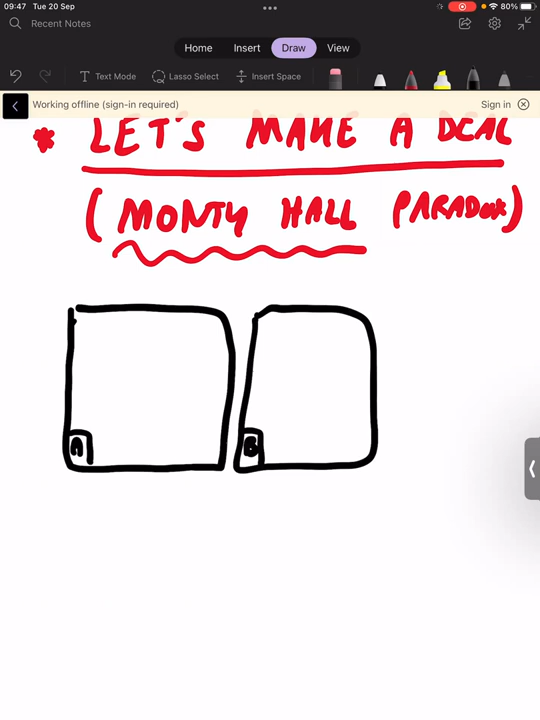 09:47 Tue 20 Sep
80%
Recent Notes
Home Insert Draw View
Text Mode Lasso Select Insert Space
Working offline (sign-in required) Sign in
* LET'S MAKE A DEAL
(MONTY HALL PARADOX)
A B